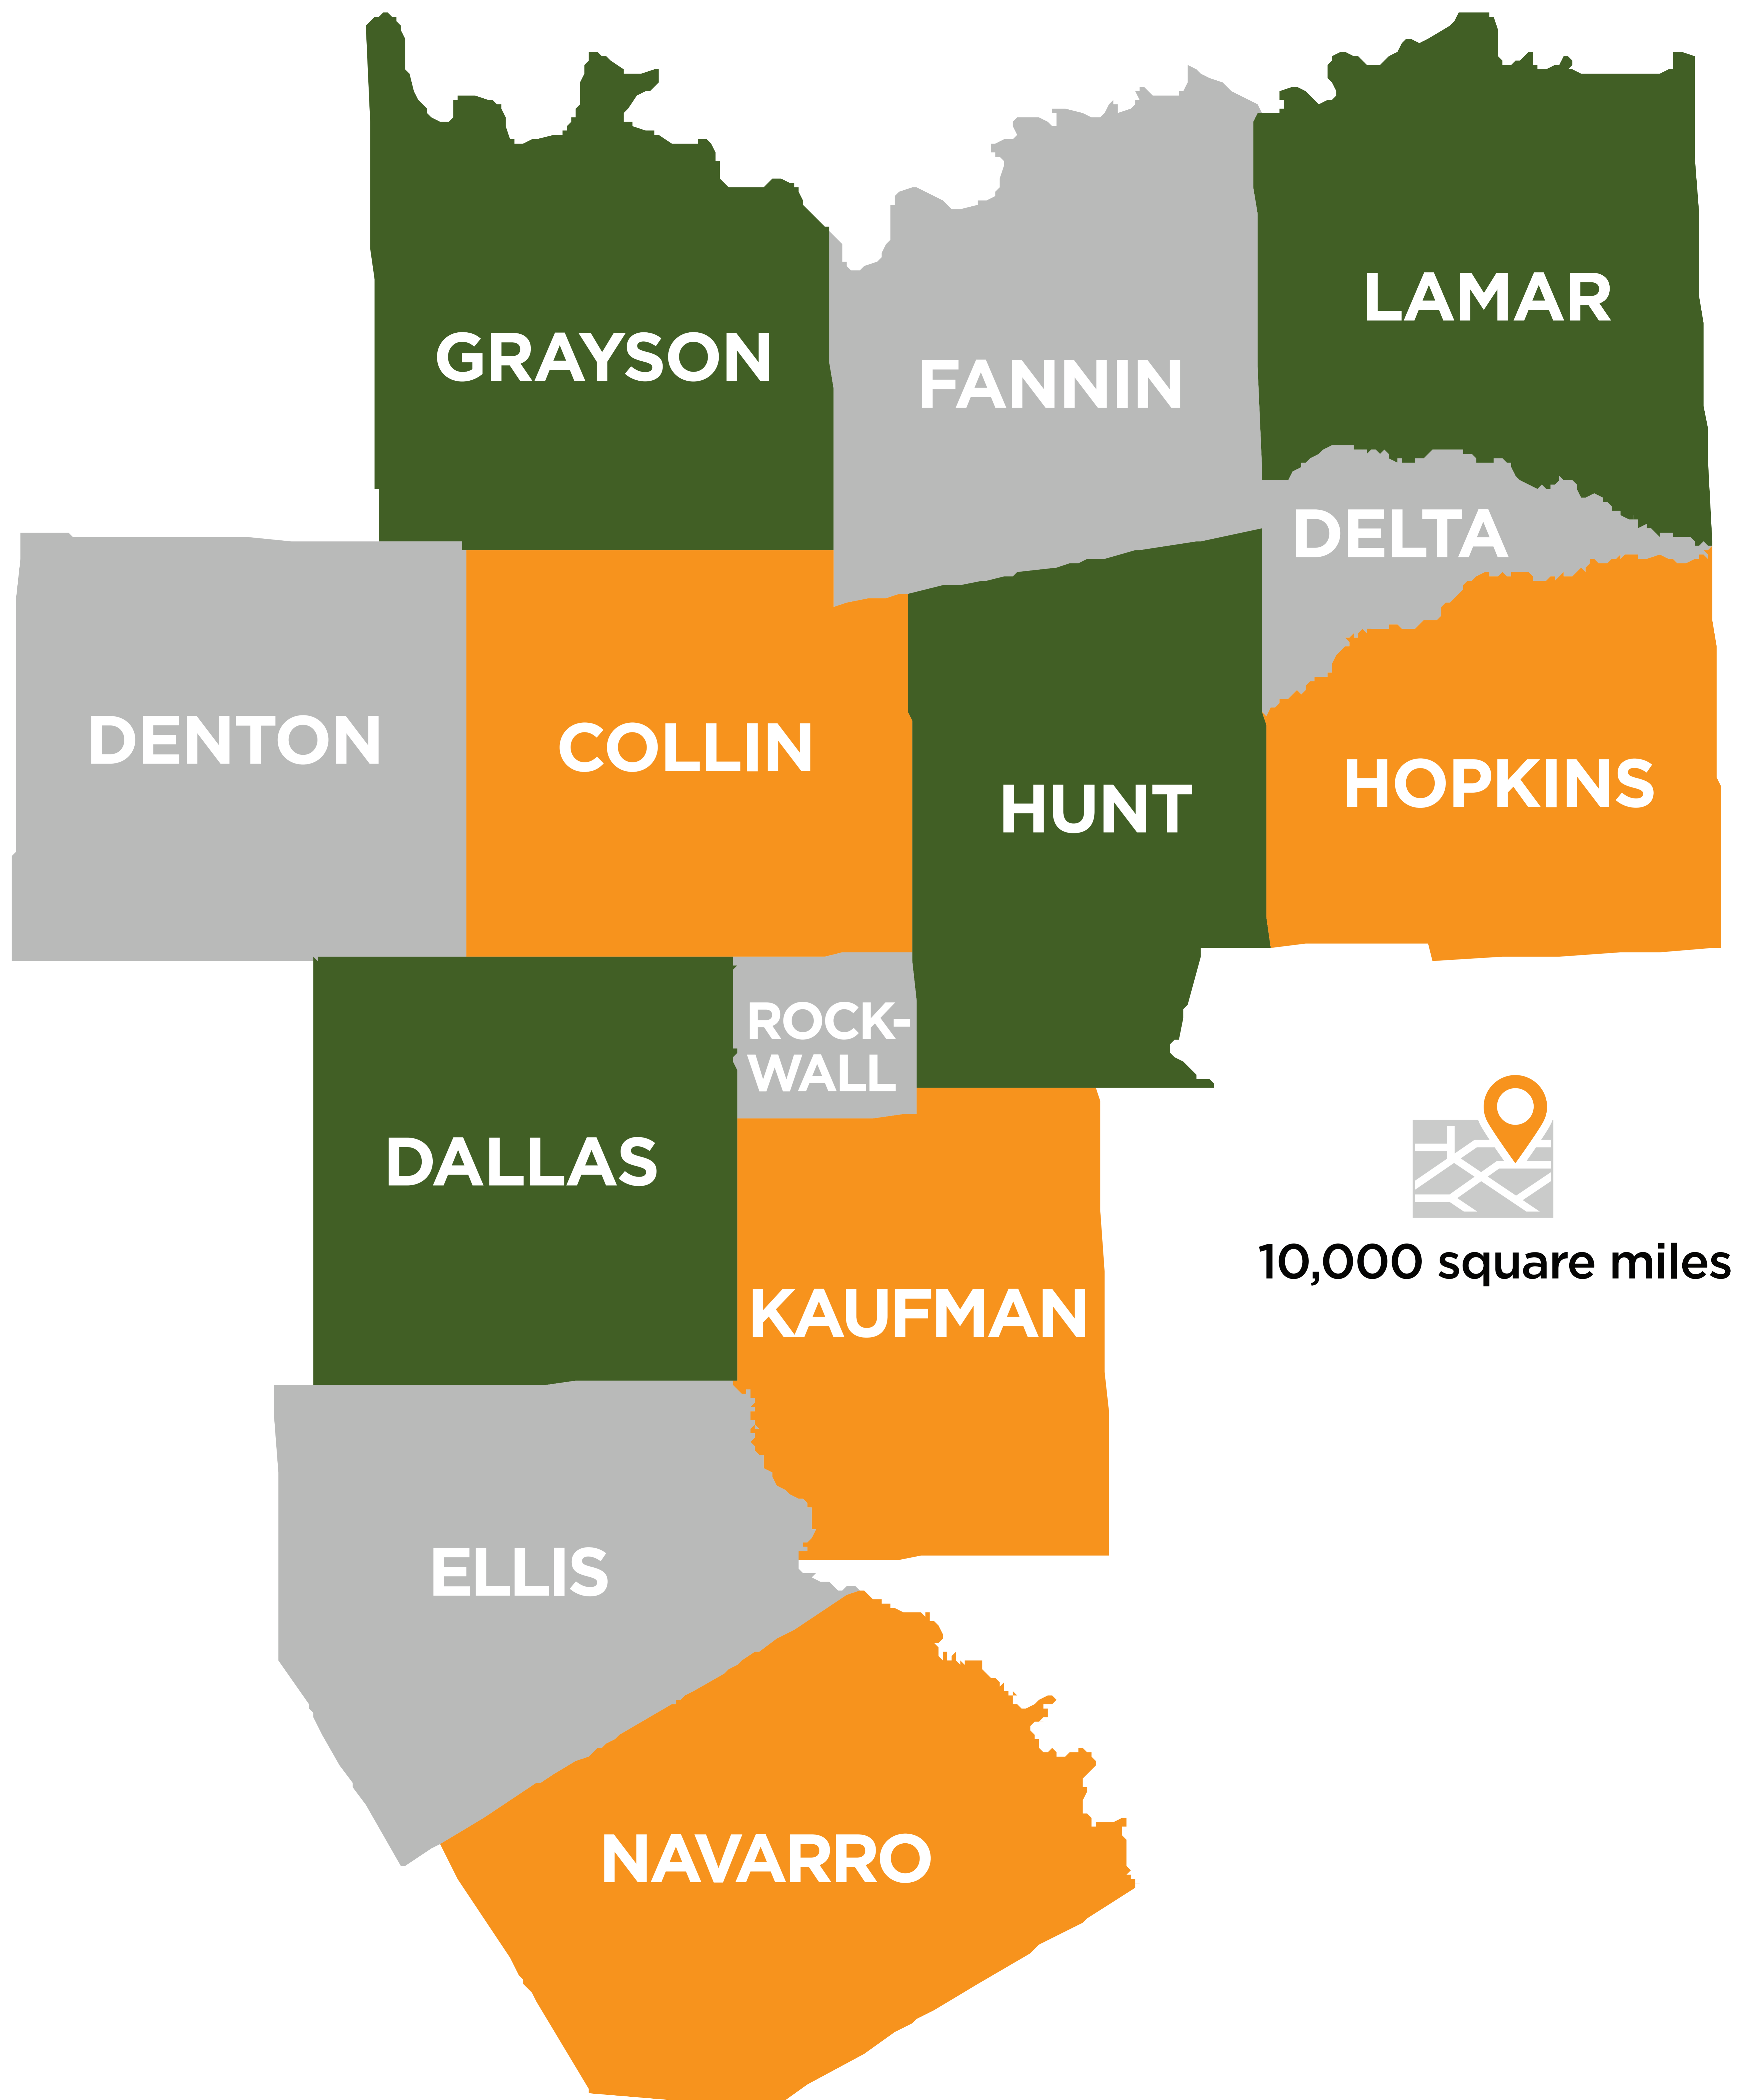 LAMAR
GRAYSON
FANNIN
DELTA
DENTON
COLLIN
HOPKINS
HUNT
ROCK-
WALL
DALLAS
10,000 square miles
KAUFMAN
ELLIS
NAVARRO